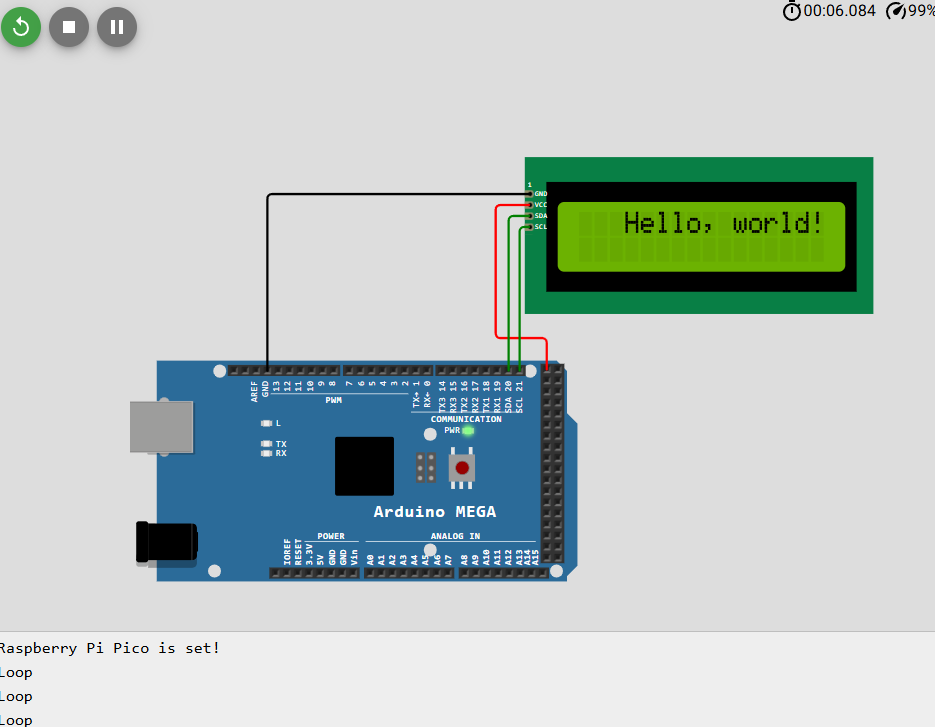 00:06.084 99%
1
GND
VCC
SDA
SCL
Hello, world!
AREF GND 13 12 11 10 9 8 7 6 5 4 3 2 TX→ 1 RX← 0 TX3 14 RX3 15 TX2 16 RX2 17 TX1 18 RX1 19 SDA 20 SCL 21
PWM
COMMUNICATION
L
PWR
TX
RX
Arduino MEGA
POWER ANALOG IN
IOREF RESET 3.3V 5V GND GND Vin A0 A1 A2 A3 A4 A5 A6 A7 A8 A9 A10 A11 A12 A13 A14 A15
Raspberry Pi Pico is set!
Loop
Loop
Loop